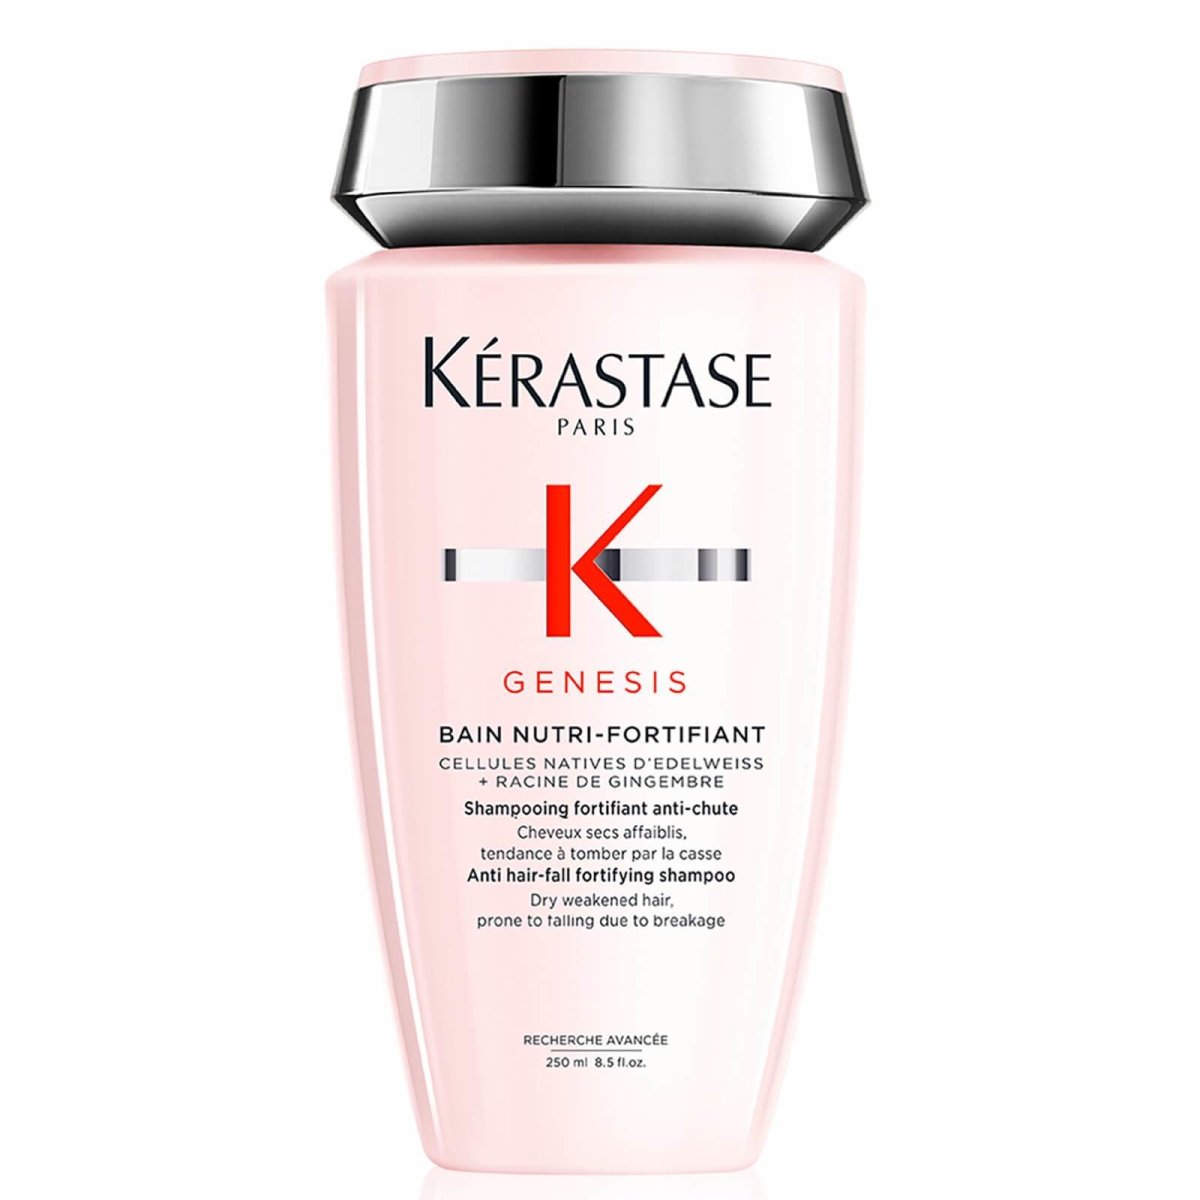 KÉRASTASE
PARIS
K
GENESIS
BAIN NUTRI-FORTIFIANT
CELLULES NATIVES D'EDELWEISS
+ RACINE DE GINGEMBRE
Shampooing fortifiant anti-chute
Cheveux secs affaiblis,
tendance à tomber par la casse
Anti hair-fall fortifying shampoo
Dry weakened hair,
prone to falling due to breakage
RECHERCHE AVANCÉE
250 ml 8.5 fl.oz.